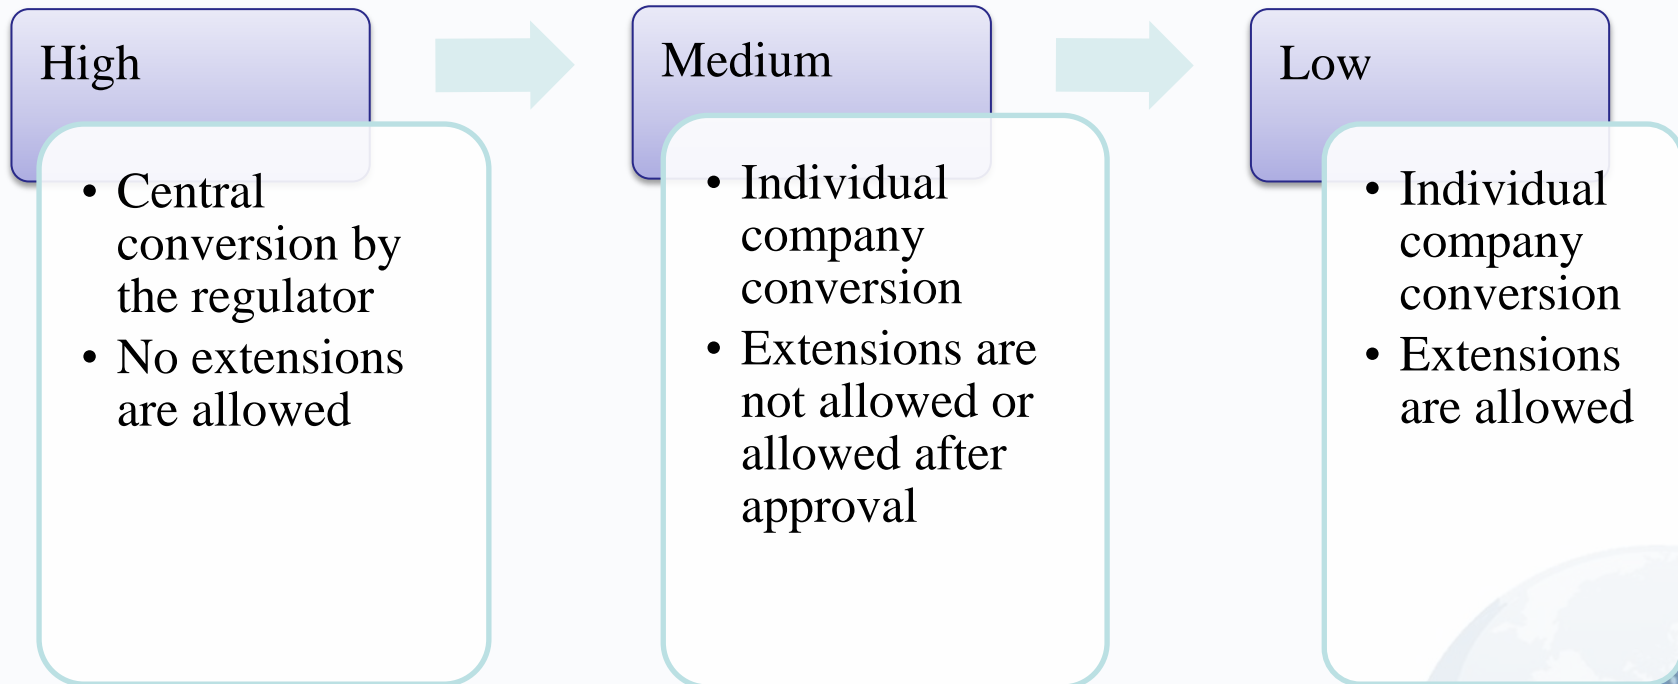 High
• Central
conversion by
the regulator
• No extensions
are allowed
Medium
• Individual
company
conversion
• Extensions are
not allowed or
allowed after
approval
Low
• Individual
company
conversion
• Extensions
are allowed